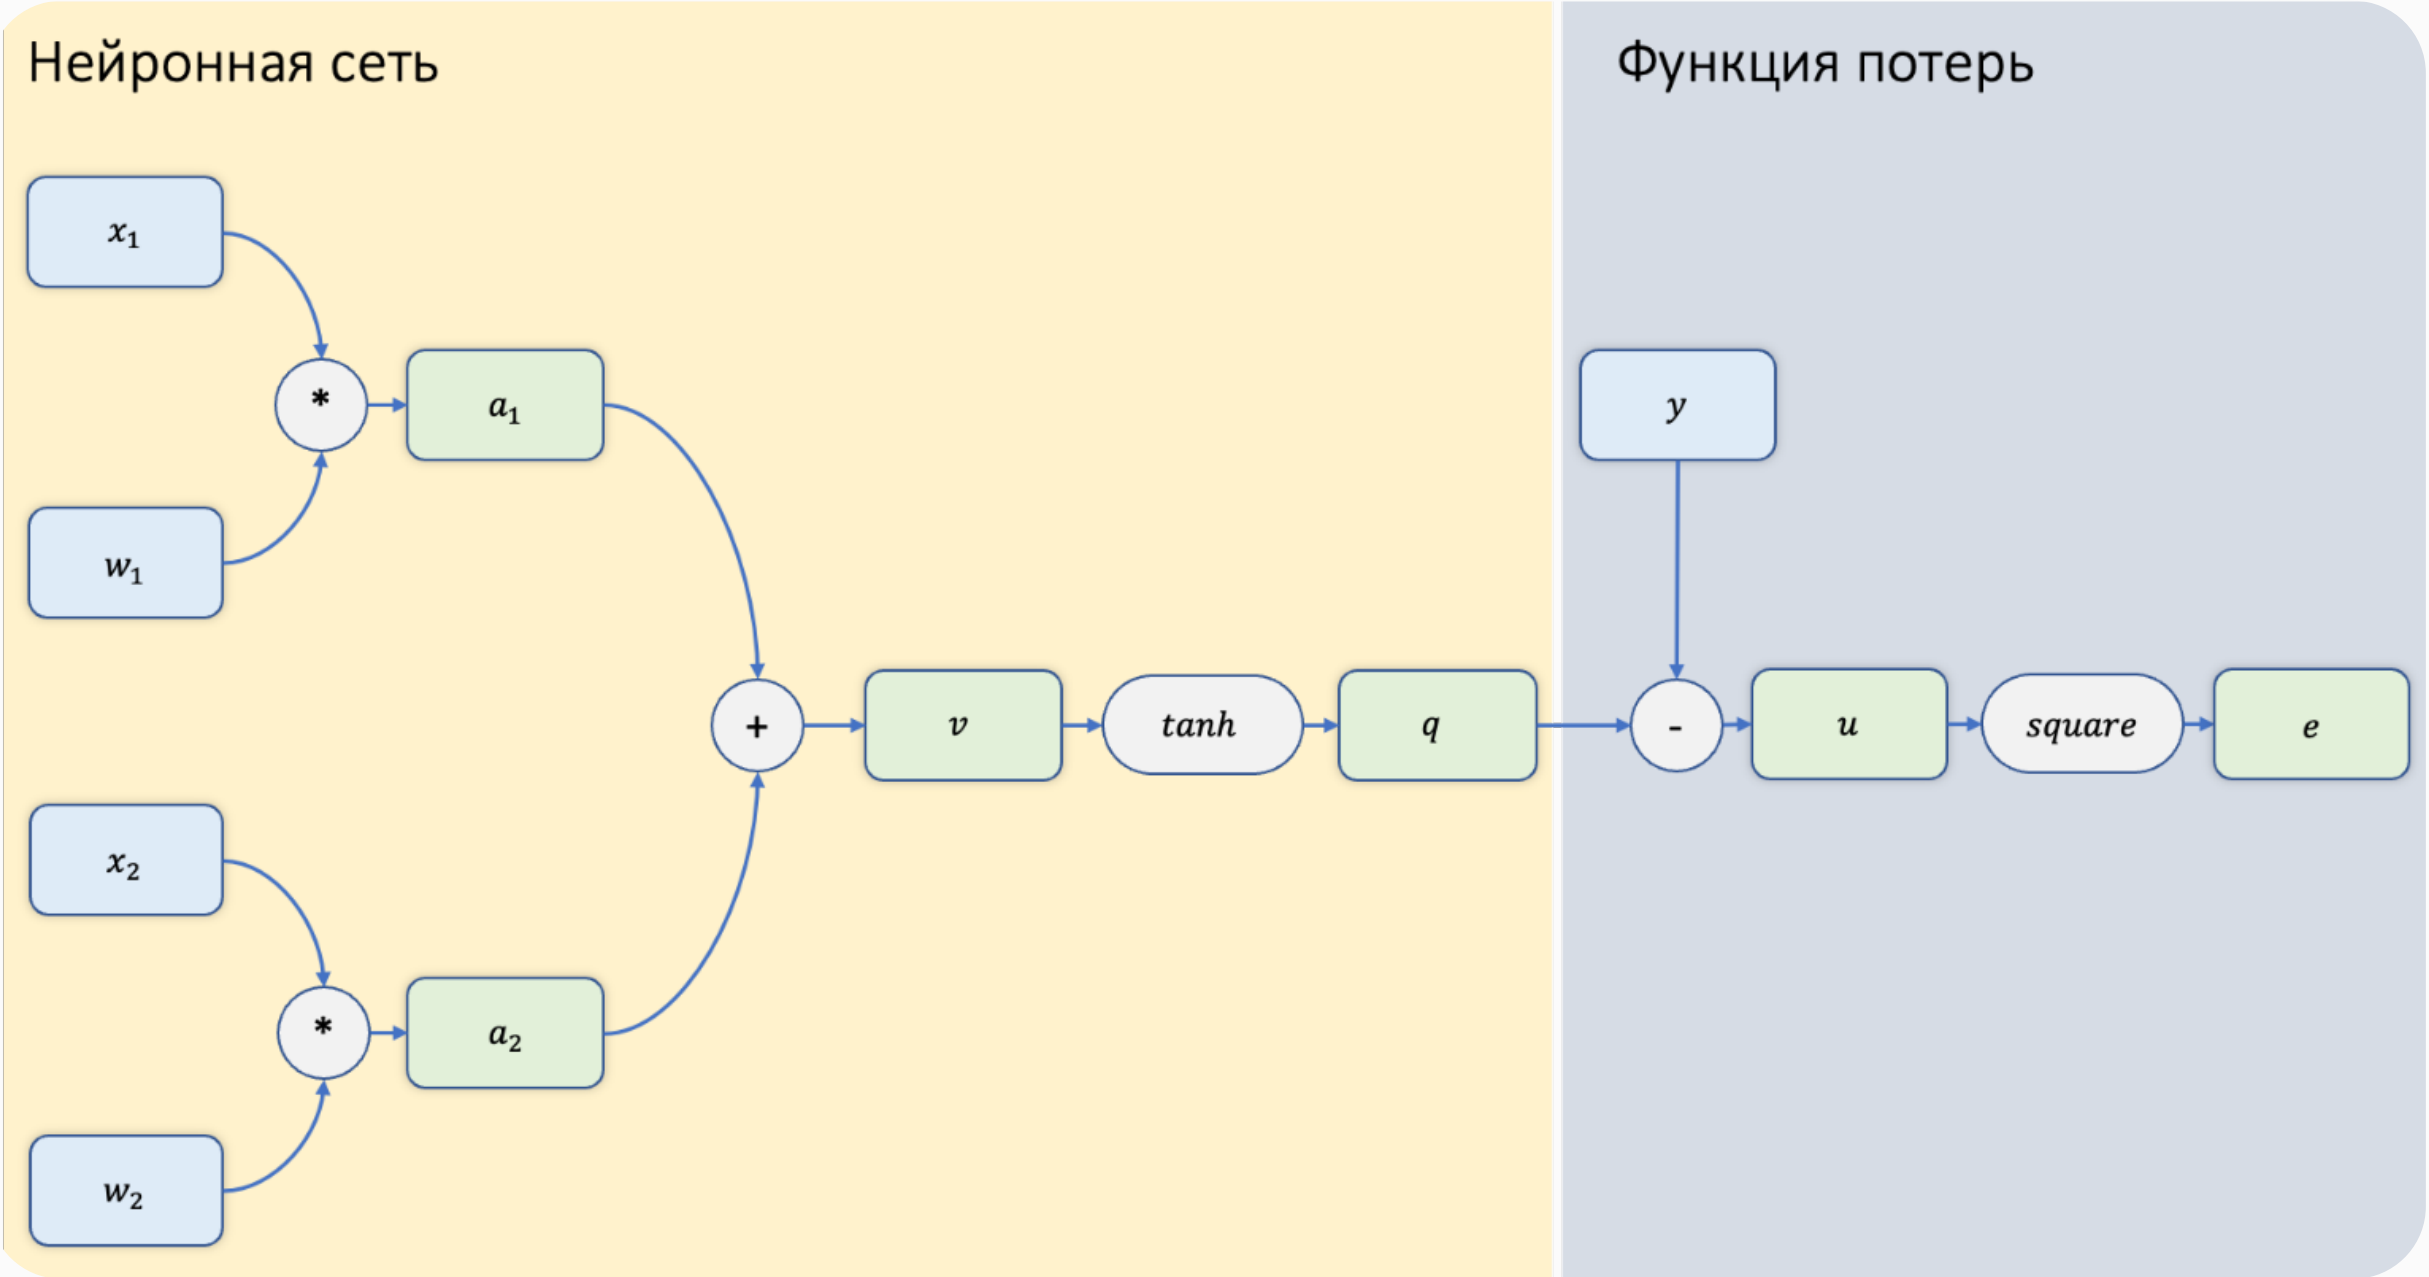 Нейронная сеть
Функция потерь
x₁
*
a₁
y
w₁
+
v
tanh
q
-
u
square
e
x₂
*
a₂
w₂